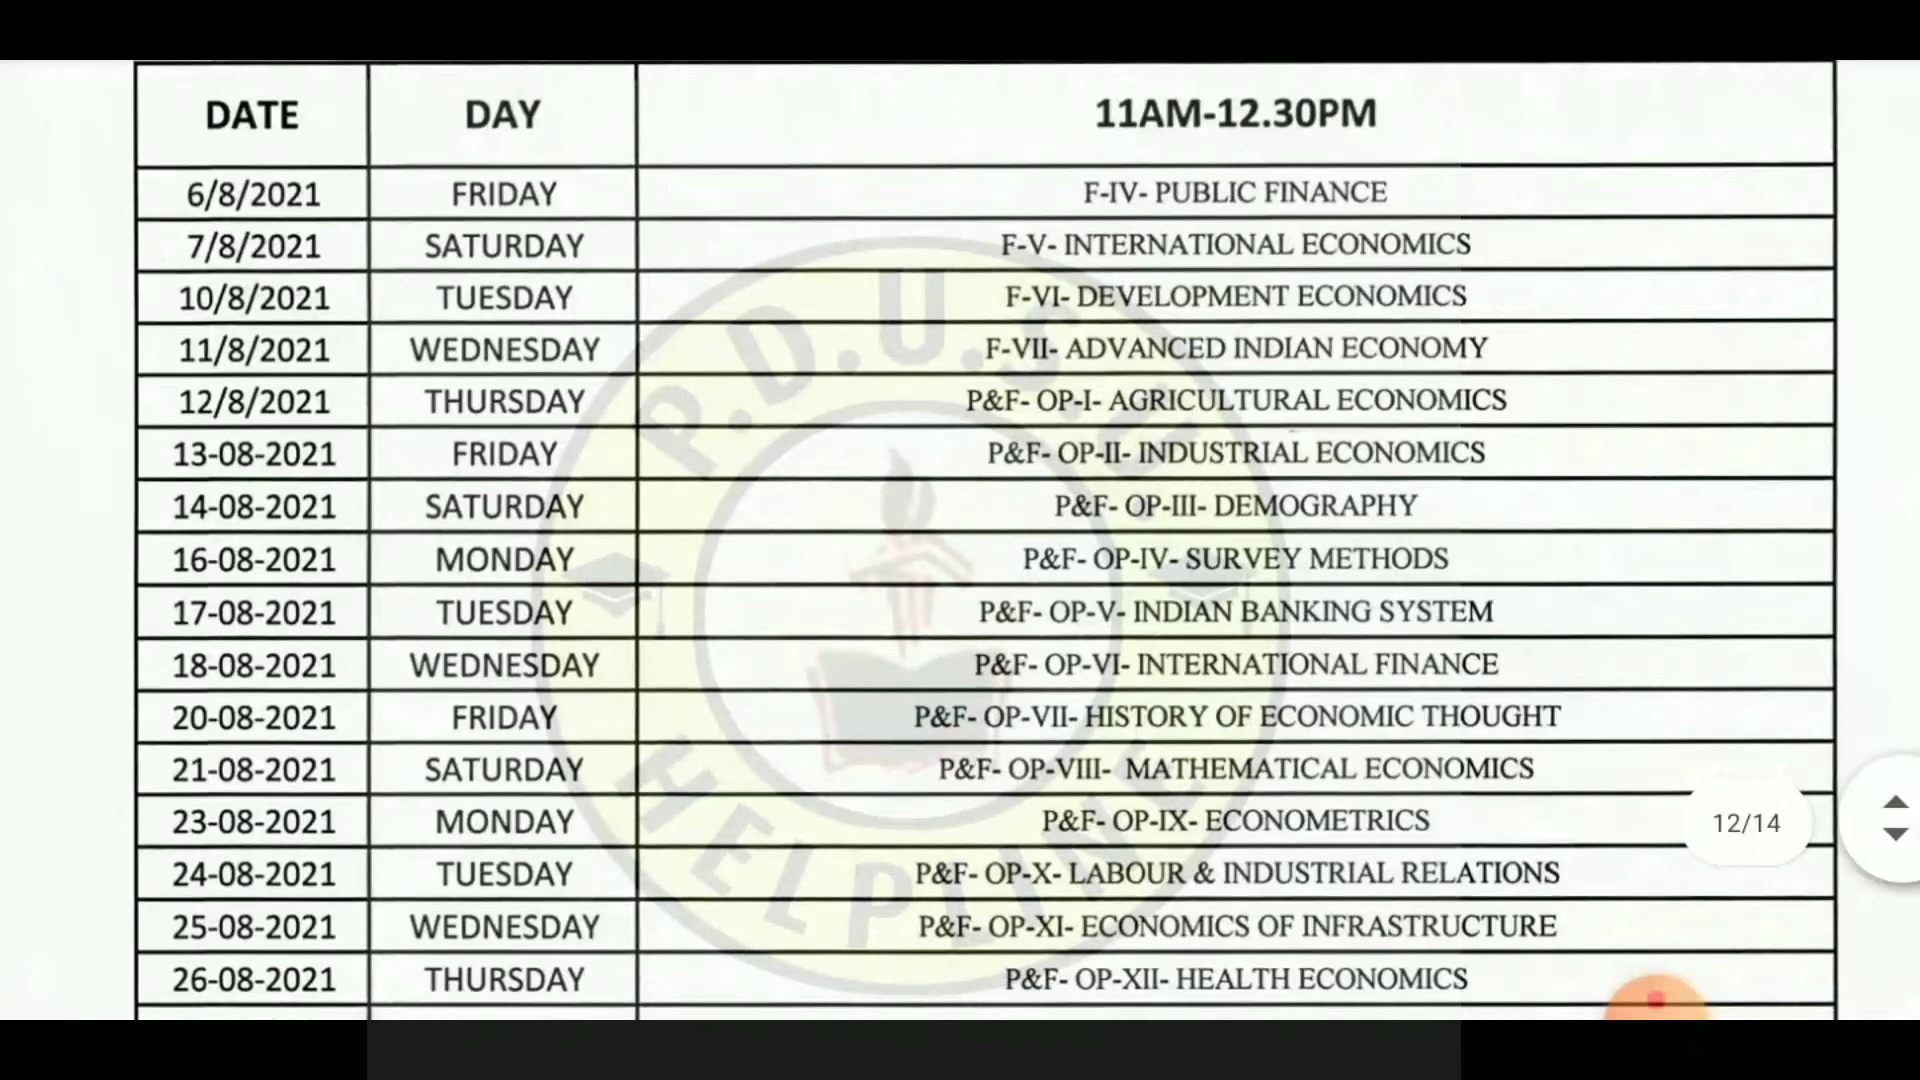 DATE DAY 11AM-12.30PM
6/8/2021 FRIDAY F-IV- PUBLIC FINANCE
7/8/2021 SATURDAY F-V- INTERNATIONAL ECONOMICS
10/8/2021 TUESDAY F-VI- DEVELOPMENT ECONOMICS
11/8/2021 WEDNESDAY F-VII- ADVANCED INDIAN ECONOMY
12/8/2021 THURSDAY P&F- OP-I- AGRICULTURAL ECONOMICS
13-08-2021 FRIDAY P&F- OP-II- INDUSTRIAL ECONOMICS
14-08-2021 SATURDAY P&F- OP-III- DEMOGRAPHY
16-08-2021 MONDAY P&F- OP-IV- SURVEY METHODS
17-08-2021 TUESDAY P&F- OP-V- INDIAN BANKING SYSTEM
18-08-2021 WEDNESDAY P&F- OP-VI- INTERNATIONAL FINANCE
20-08-2021 FRIDAY P&F- OP-VII- HISTORY OF ECONOMIC THOUGHT
21-08-2021 SATURDAY P&F- OP-VIII- MATHEMATICAL ECONOMICS
23-08-2021 MONDAY P&F- OP-IX- ECONOMETRICS
12/14
24-08-2021 TUESDAY P&F- OP-X- LABOUR & INDUSTRIAL RELATIONS
25-08-2021 WEDNESDAY P&F- OP-XI- ECONOMICS OF INFRASTRUCTURE
26-08-2021 THURSDAY P&F- OP-XII- HEALTH ECONOMICS
P.D.U.S.U
HELPLINE